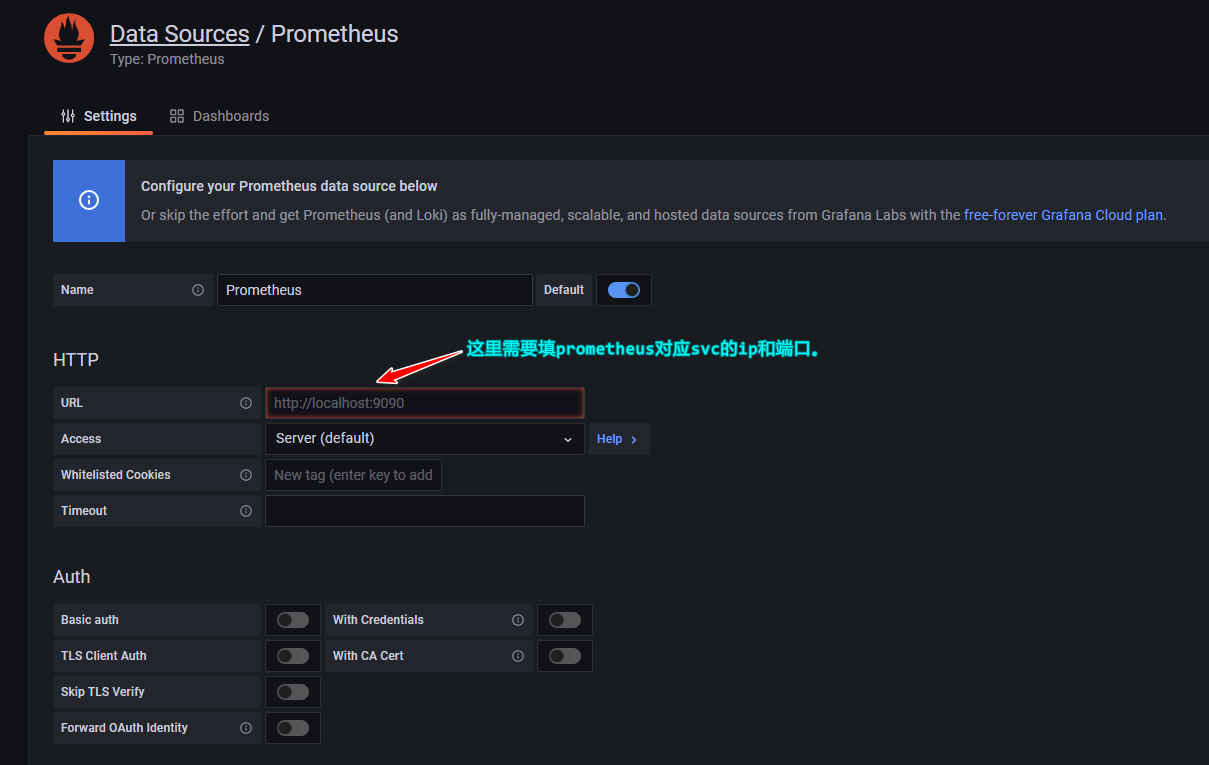 Data Sources / Prometheus
Type: Prometheus
Settings
Dashboards
Configure your Prometheus data source below
Or skip the effort and get Prometheus (and Loki) as fully-managed, scalable, and hosted data sources from Grafana Labs with the free-forever Grafana Cloud plan.
Name
Prometheus
Default
这里需要填prometheus对应svc的ip和端口。
HTTP
URL
http://localhost:9090
Access
Server (default)
Help
Whitelisted Cookies
New tag (enter key to add
Timeout
Auth
Basic auth
With Credentials
TLS Client Auth
With CA Cert
Skip TLS Verify
Forward OAuth Identity